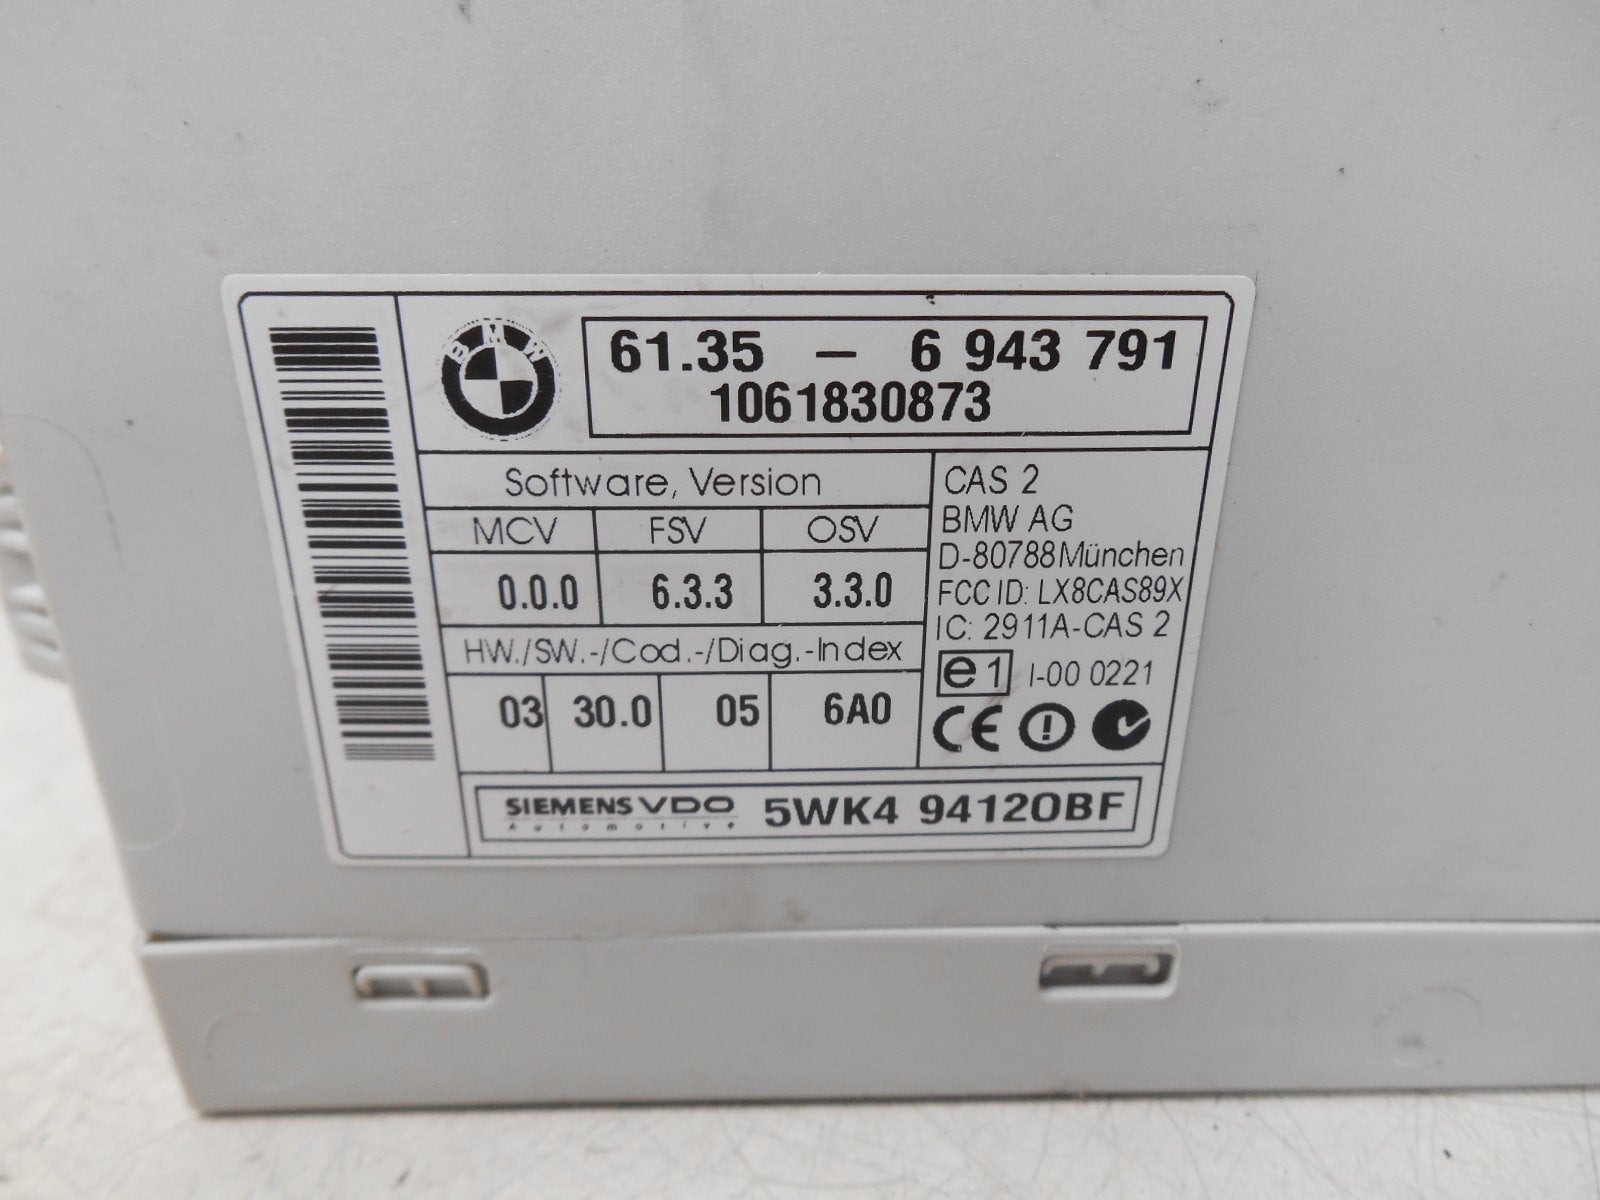 BMW
61.35 – 6 943 791
1061830873
Software, Version
MCV FSV OSV
0.0.0 6.3.3 3.3.0
HW./SW.-/Cod.-/Diag.-Index
03 30.0 05 6A0
CAS 2
BMW AG
D-80788 München
FCC ID: LX8CAS89X
IC: 2911A-CAS 2
e1 I-00 0221
CE
SIEMENS VDO
Automotive
5WK4 94120BF